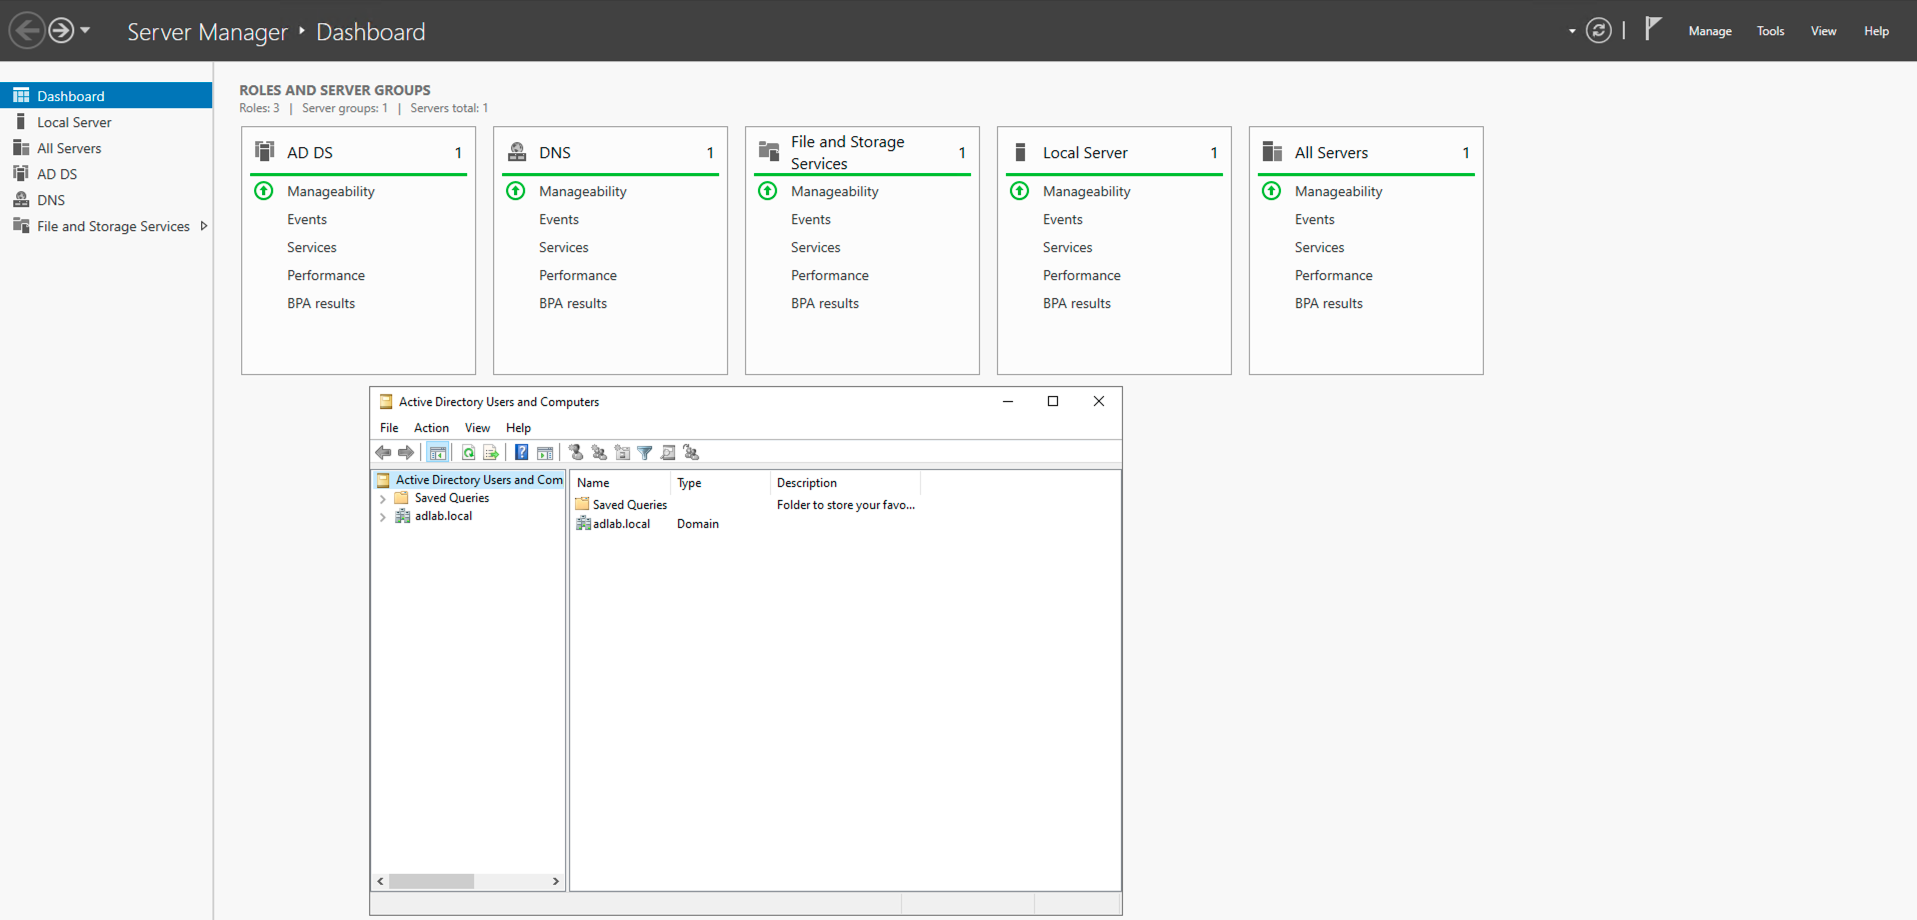 Server Manager ‣ Dashboard
Manage Tools View Help
Dashboard
Local Server
All Servers
AD DS
DNS
File and Storage Services
ROLES AND SERVER GROUPS
Roles: 3 | Server groups: 1 | Servers total: 1
AD DS 1
Manageability
Events
Services
Performance
BPA results
DNS 1
Manageability
Events
Services
Performance
BPA results
File and Storage
Services 1
Manageability
Events
Services
Performance
BPA results
Local Server 1
Manageability
Events
Services
Performance
BPA results
All Servers 1
Manageability
Events
Services
Performance
BPA results
Active Directory Users and Computers
File Action View Help
Active Directory Users and Com
Saved Queries
adlab.local
Name Type Description
Saved Queries Folder to store your favo...
adlab.local Domain